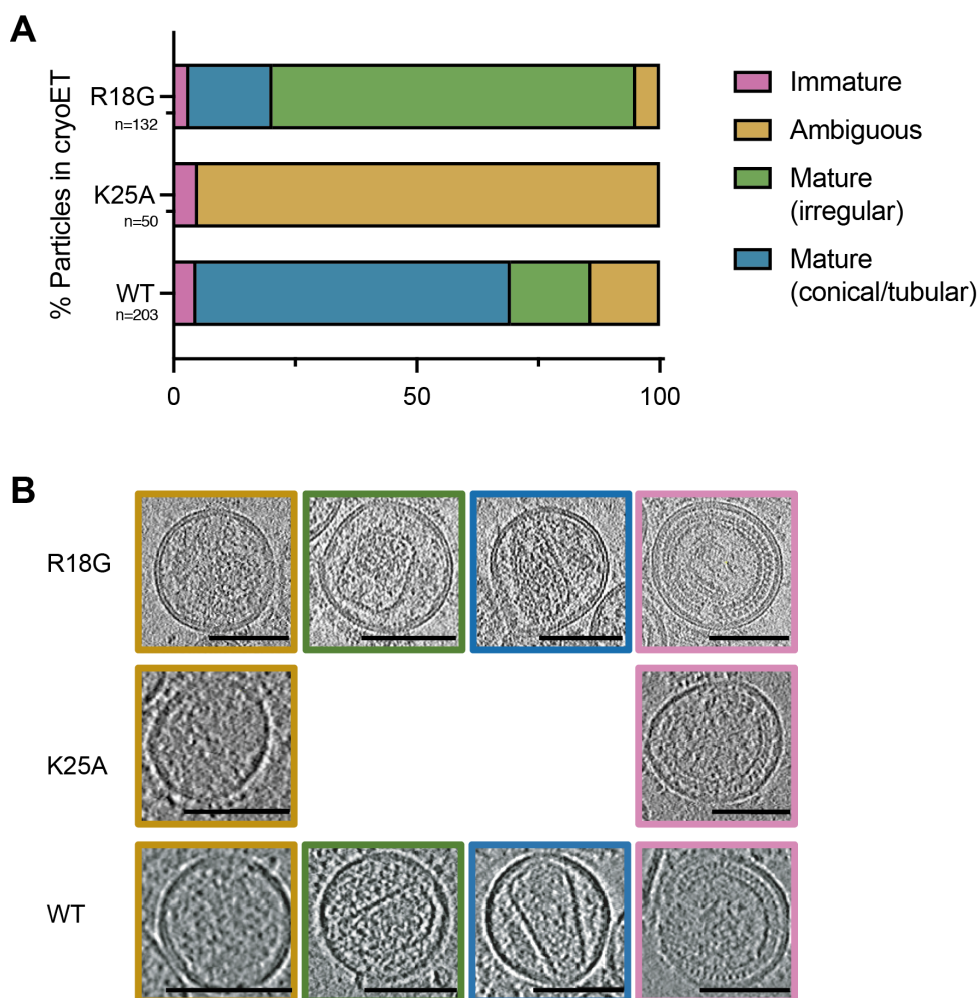 A
% Particles in cryoET
R18G
n=132
K25A
n=50
WT
n=203
0
50
100
Immature
Ambiguous
Mature
(irregular)
Mature
(conical/tubular)
B
R18G
K25A
WT